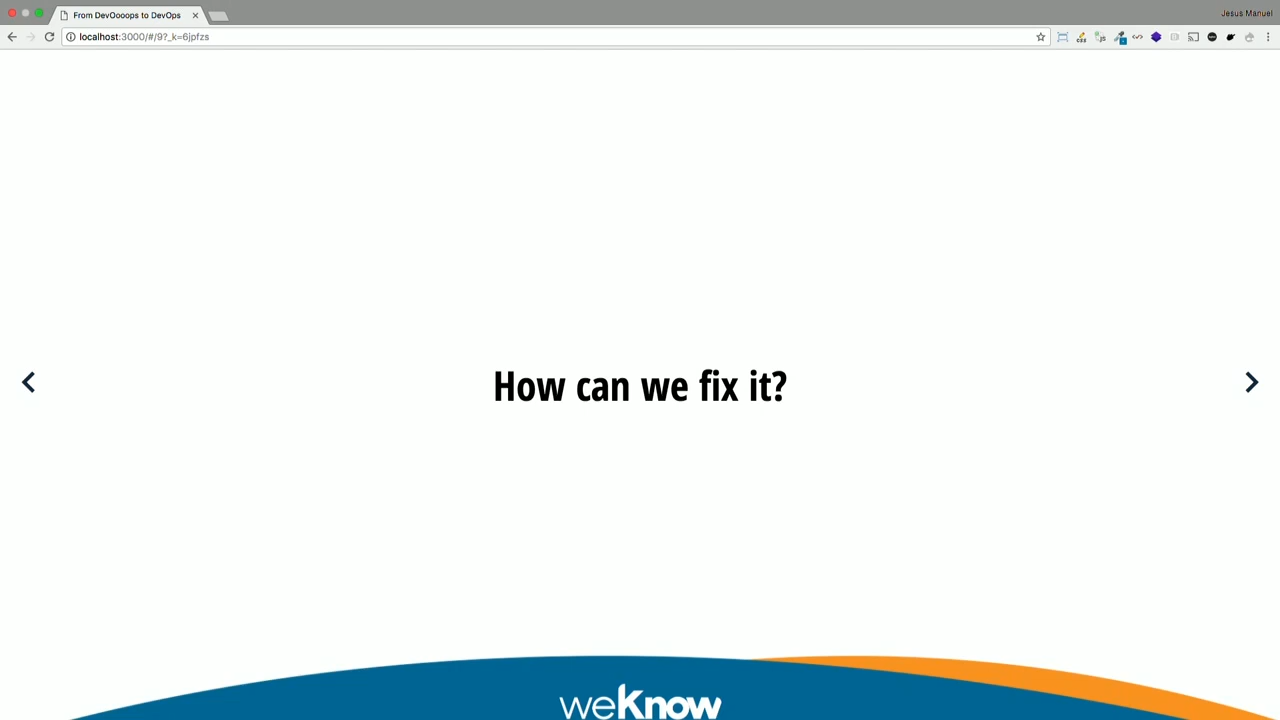 From DevOooops to DevOps
Jesus Manuel
localhost:3000/#/9?_k=6jpfzs
How can we fix it?
weKnow